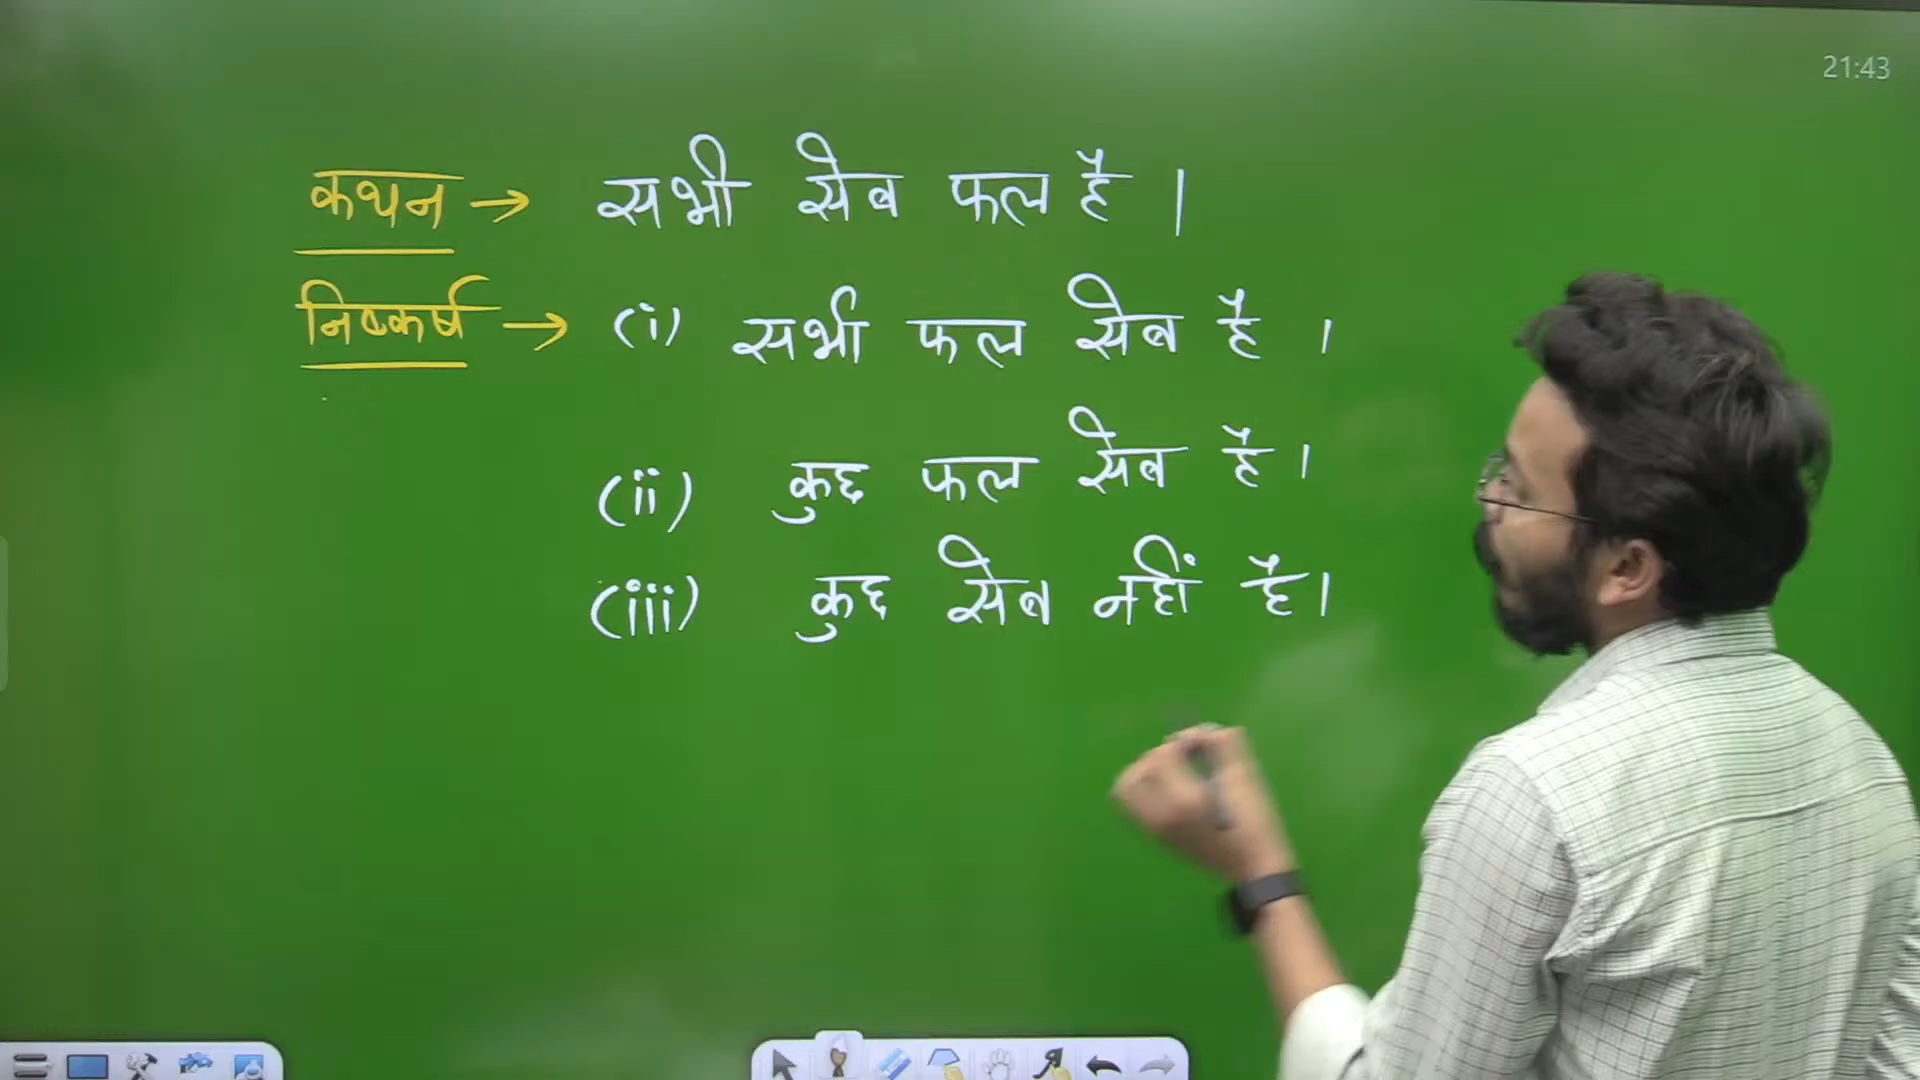 21:43
कथन → सभी सेब फल है।
निष्कर्ष → (i) सभी फल सेब है।
(ii) कुछ फल सेब है।
(iii) कुछ सेब नहीं है।